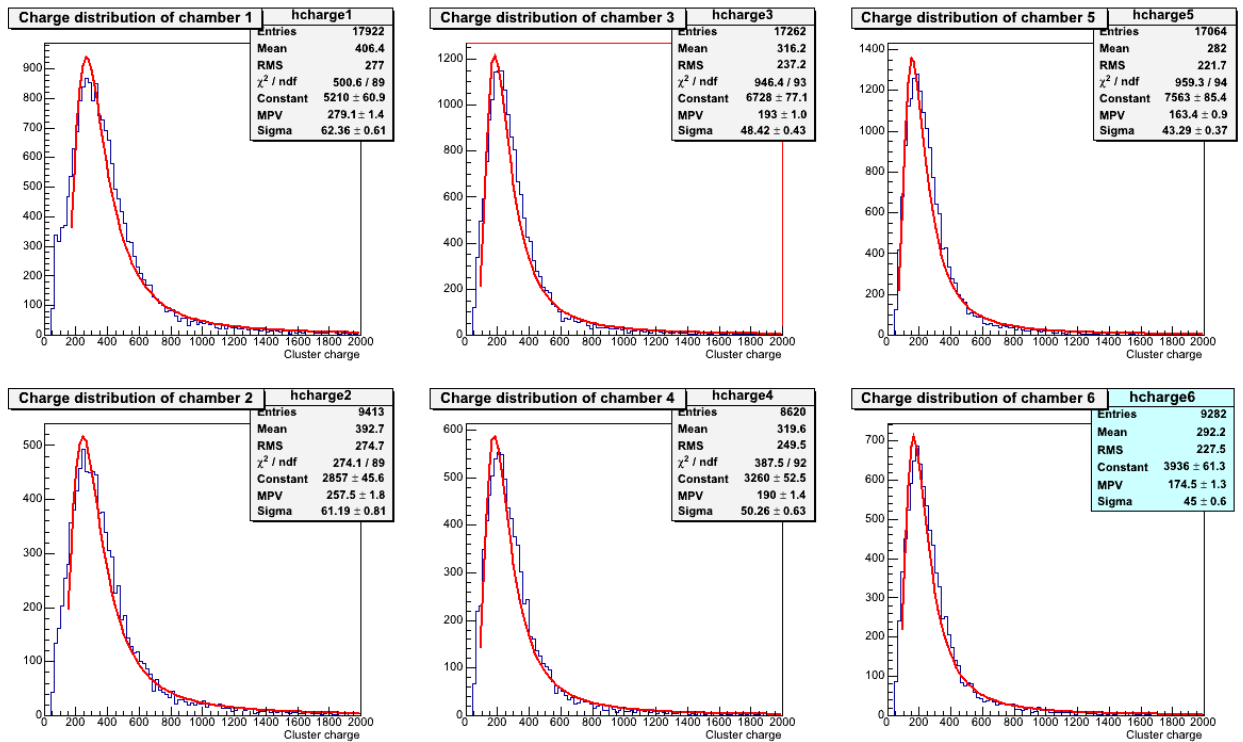 Charge distribution of chamber 1
hcharge1
Entries 17922
Mean 406.4
RMS 277
χ² / ndf 500.6 / 89
Constant 5210 ± 60.9
MPV 279.1 ± 1.4
Sigma 62.36 ± 0.61
900
800
700
600
500
400
300
200
100
0
0 200 400 600 800 1000 1200 1400 1600 1800 2000
Cluster charge
Charge distribution of chamber 3
hcharge3
Entries 17262
Mean 316.2
RMS 237.2
χ² / ndf 946.4 / 93
Constant 6728 ± 77.1
MPV 193 ± 1.0
Sigma 48.42 ± 0.43
1200
1000
800
600
400
200
0
0 200 400 600 800 1000 1200 1400 1600 1800 2000
Cluster charge
Charge distribution of chamber 5
hcharge5
Entries 17064
Mean 282
RMS 221.7
χ² / ndf 959.3 / 94
Constant 7563 ± 85.4
MPV 163.4 ± 0.9
Sigma 43.29 ± 0.37
1400
1200
1000
800
600
400
200
0
0 200 400 600 800 1000 1200 1400 1600 1800 2000
Cluster charge
Charge distribution of chamber 2
hcharge2
Entries 9413
Mean 392.7
RMS 274.7
χ² / ndf 274.1 / 89
Constant 2857 ± 45.6
MPV 257.5 ± 1.8
Sigma 61.19 ± 0.81
500
400
300
200
100
0
0 200 400 600 800 1000 1200 1400 1600 1800 2000
Cluster charge
Charge distribution of chamber 4
hcharge4
Entries 8620
Mean 319.6
RMS 249.5
χ² / ndf 387.5 / 92
Constant 3260 ± 52.5
MPV 190 ± 1.4
Sigma 50.26 ± 0.63
600
500
400
300
200
100
0
0 200 400 600 800 1000 1200 1400 1600 1800 2000
Cluster charge
Charge distribution of chamber 6
hcharge6
Entries 9282
Mean 292.2
RMS 227.5
Constant 3936 ± 61.3
MPV 174.5 ± 1.3
Sigma 45 ± 0.6
700
600
500
400
300
200
100
0
0 200 400 600 800 1000 1200 1400 1600 1800 2000
Cluster charge